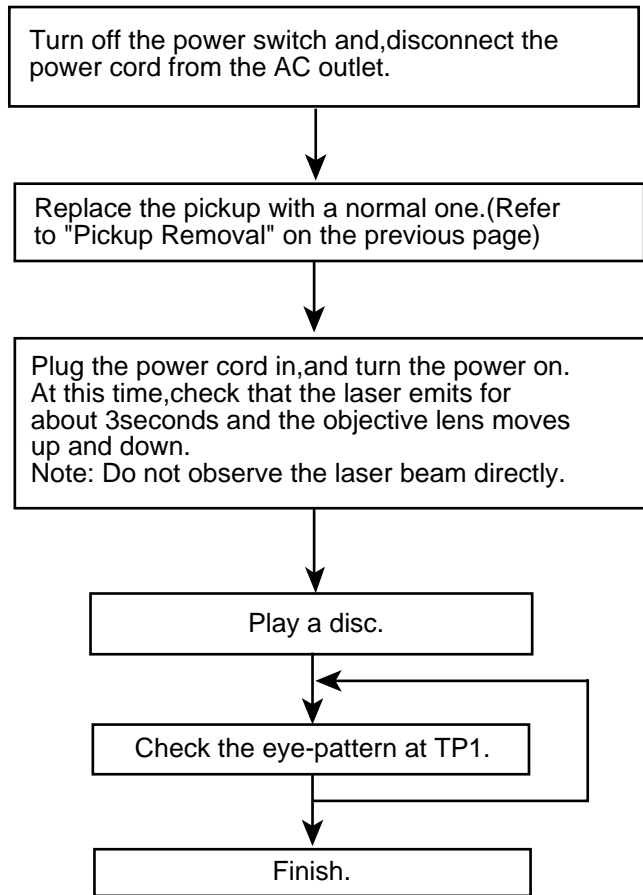 Turn off the power switch and,disconnect the
power cord from the AC outlet.
Replace the pickup with a normal one.(Refer
to "Pickup Removal" on the previous page)
Plug the power cord in,and turn the power on.
At this time,check that the laser emits for
about 3seconds and the objective lens moves
up and down.
Note: Do not observe the laser beam directly.
Play a disc.
Check the eye-pattern at TP1.
Finish.